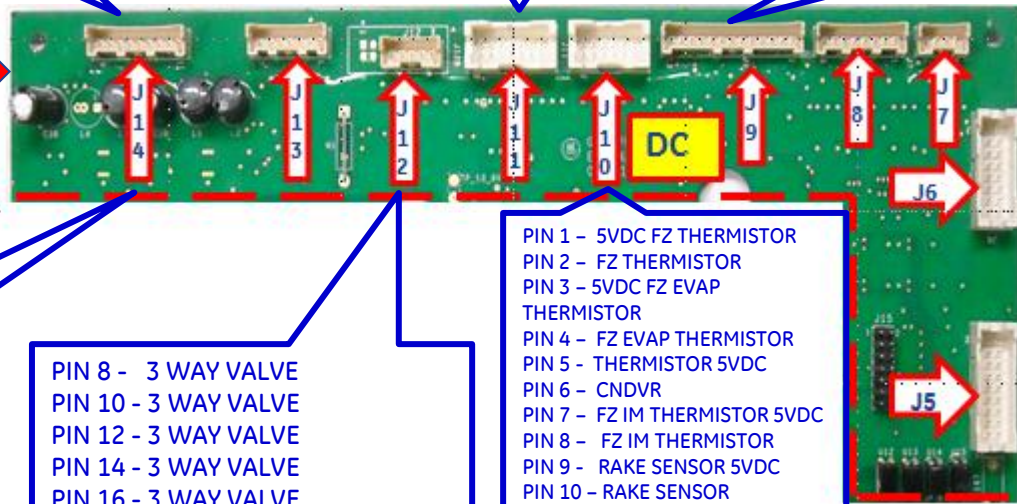 J14
J13
J12
J11
J10
DC
J9
J8
J7
J6
J5
PIN 1 – 5VDC FZ THERMISTOR
PIN 2 – FZ THERMISTOR
PIN 3 – 5VDC FZ EVAP
THERMISTOR
PIN 4 – FZ EVAP THERMISTOR
PIN 5 - THERMISTOR 5VDC
PIN 6 – CNDVR
PIN 7 – FZ IM THERMISTOR 5VDC
PIN 8 – FZ IM THERMISTOR
PIN 9 - RAKE SENSOR 5VDC
PIN 10 – RAKE SENSOR
PIN 8 - 3 WAY VALVE
PIN 10 - 3 WAY VALVE
PIN 12 - 3 WAY VALVE
PIN 14 - 3 WAY VALVE
PIN 16 - 3 WAY VALVE